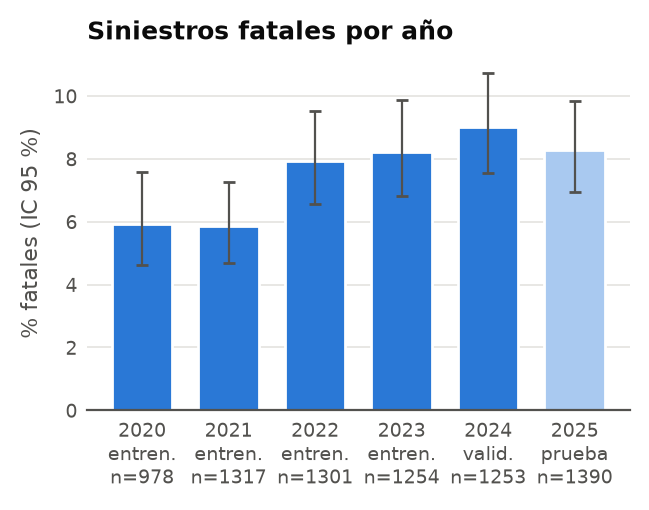 Siniestros fatales por año
% fatales (IC 95 %)
10
8
6
4
2
0
2020 2021 2022 2023 2024 2025
entren. entren. entren. entren. valid. prueba
n=978 n=1317 n=1301 n=1254 n=1253 n=1390